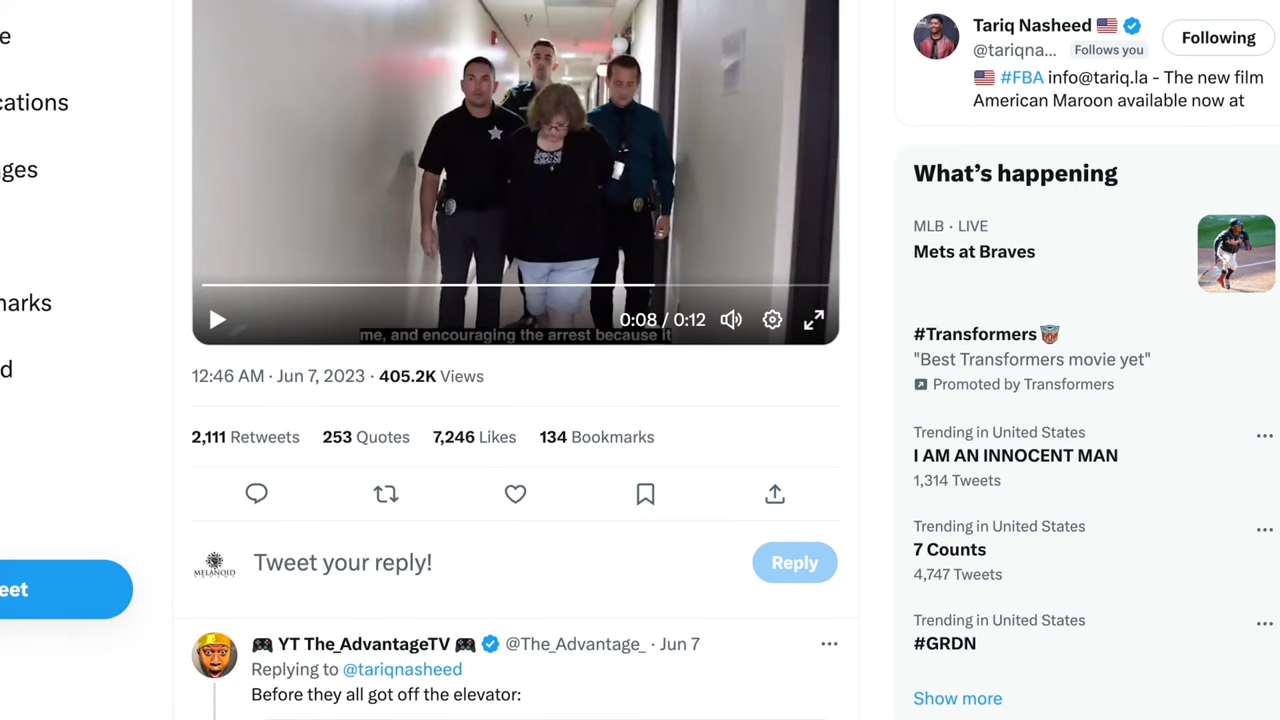 e
cations
ges
narks
d
eet
0:08 / 0:12
me, and encouraging the arrest because it
12:46 AM · Jun 7, 2023 · 405.2K Views
2,111 Retweets 253 Quotes 7,246 Likes 134 Bookmarks
MELANOID
Tweet your reply!
Reply
YT The_AdvantageTV @The_Advantage_ · Jun 7
Replying to @tariqnasheed
Before they all got off the elevator:
Tariq Nasheed
@tariqna... Follows you
Following
#FBA info@tariq.la - The new film
American Maroon available now at
What's happening
MLB · LIVE
Mets at Braves
#Transformers
"Best Transformers movie yet"
Promoted by Transformers
Trending in United States
I AM AN INNOCENT MAN
1,314 Tweets
Trending in United States
7 Counts
4,747 Tweets
Trending in United States
#GRDN
Show more